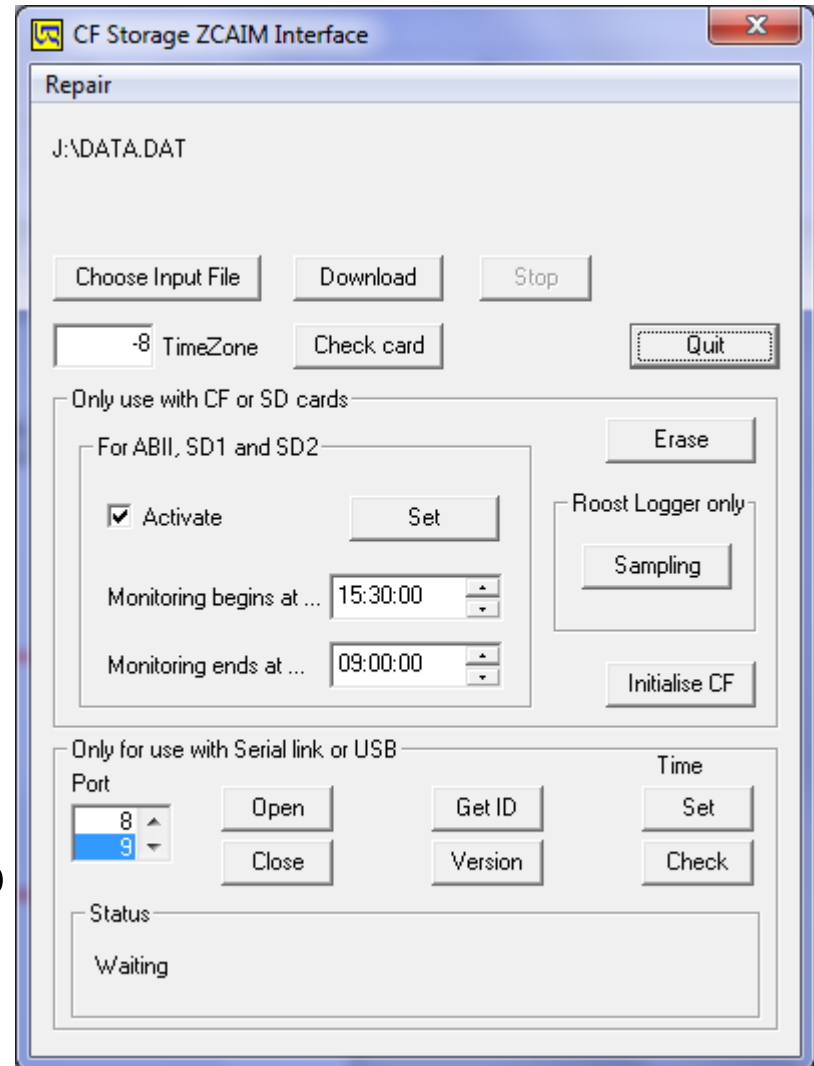 CF Storage ZCAIM Interface
Repair
J:\DATA.DAT
Choose Input File Download Stop
-8 TimeZone Check card Quit
Only use with CF or SD cards
For ABII, SD1 and SD2 Erase
Activate Set Roost Logger only
Sampling
Monitoring begins at ... 15:30:00
Monitoring ends at ... 09:00:00
Initialise CF
Only for use with Serial link or USB
Port Time
8 Open Get ID Set
9 Close Version Check
)
Status
Waiting